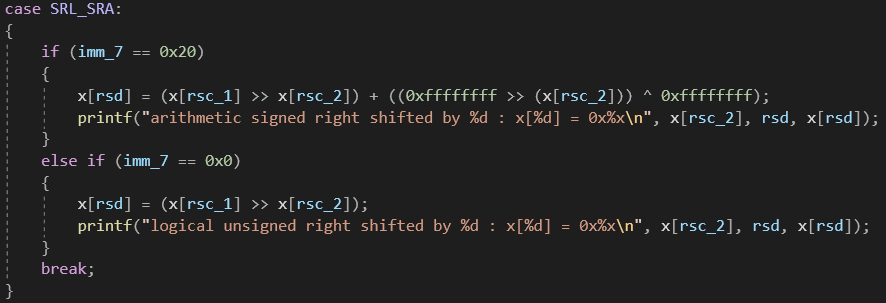 case SRL_SRA:
{
    if (imm_7 == 0x20)
    {
        x[rsd] = (x[rsc_1] >> x[rsc_2]) + ((0xffffffff >> (x[rsc_2])) ^ 0xffffffff);
        printf("arithmetic signed right shifted by %d : x[%d] = 0x%x\n", x[rsc_2], rsd, x[rsd]);
    }
    else if (imm_7 == 0x0)
    {
        x[rsd] = (x[rsc_1] >> x[rsc_2]);
        printf("logical unsigned right shifted by %d : x[%d] = 0x%x\n", x[rsc_2], rsd, x[rsd]);
    }
    break;
}